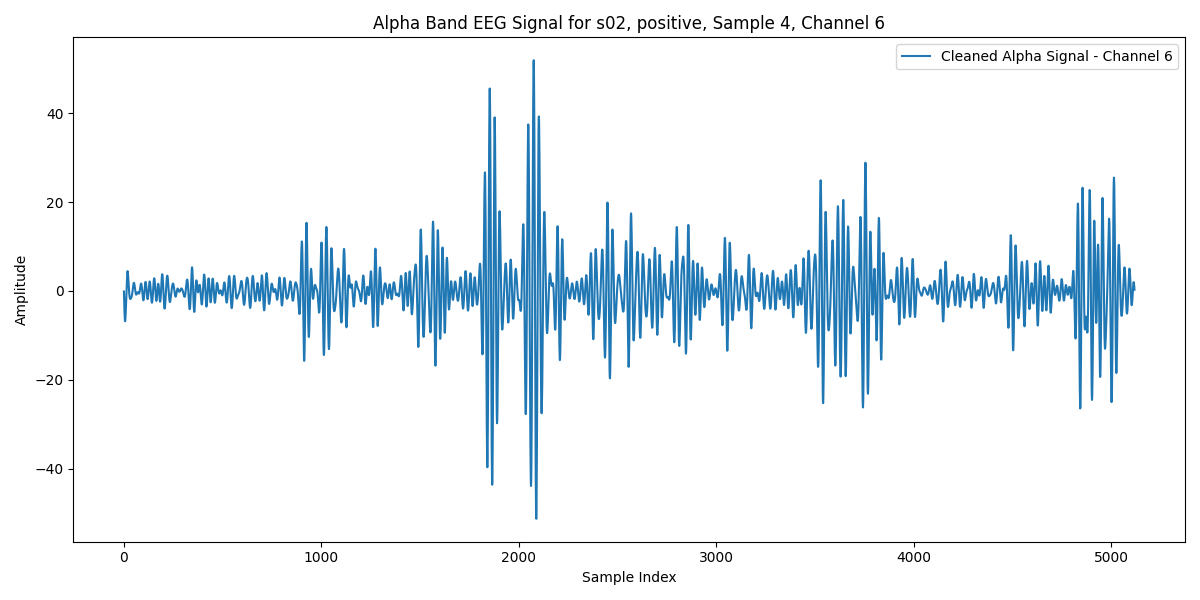 Alpha Band EEG Signal for s02, positive, Sample 4, Channel 6
Cleaned Alpha Signal - Channel 6
Amplitude
40
20
0
−20
−40
0 1000 2000 3000 4000 5000
Sample Index